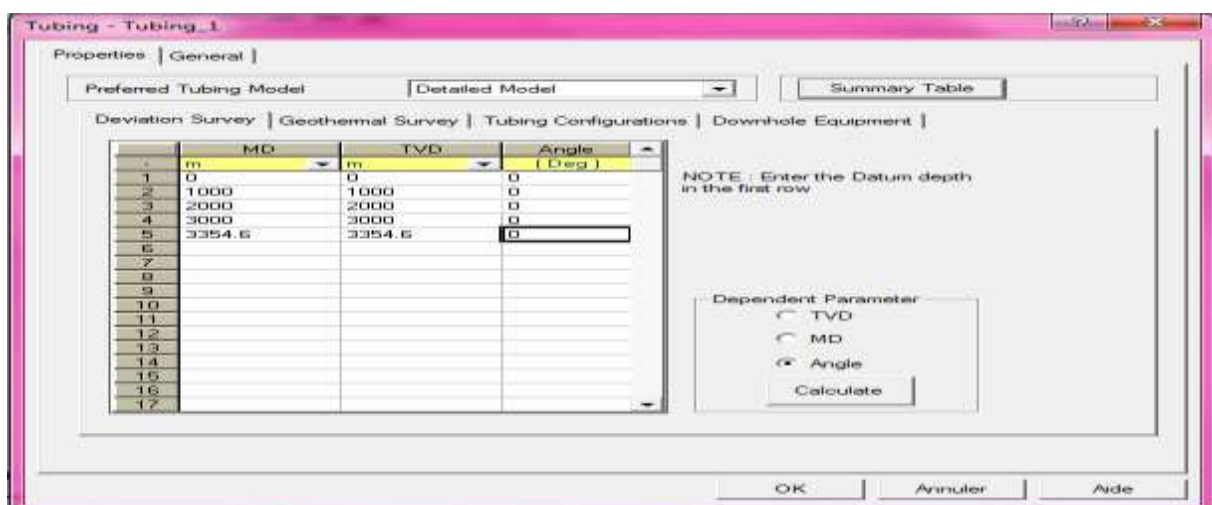 Tubing - Tubing_1
Properties General
Preferred Tubing Model Detailed Model Summary Table
Deviation Survey Geothermal Survey Tubing Configurations Downhole Equipment
MD TVD Angle
m m (Deg)
1 0 0 0
2 1000 1000 0
3 2000 2000 0
4 3000 3000 0
5 3354.6 3354.6 0
6
7
8
9
10
11
12
13
14
15
16
17
NOTE : Enter the Datum depth
in the first row
Dependent Parameter
TVD
MD
Angle
Calculate
OK Annuler Aide